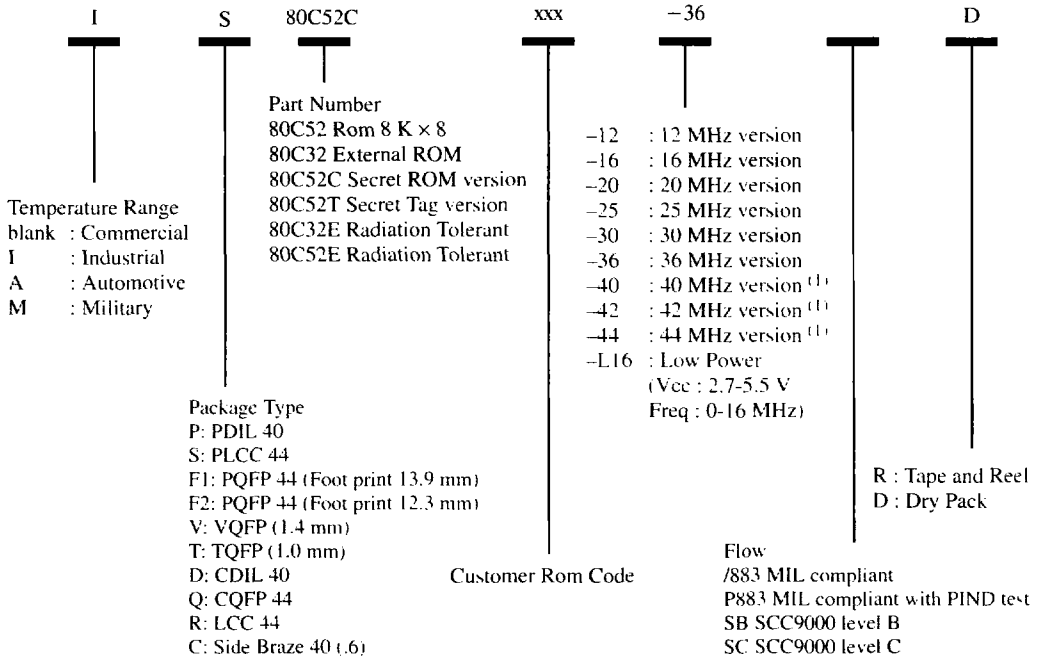 I S 80C52C xxx –36 D
Part Number
80C52 Rom 8 K × 8
80C32 External ROM
80C52C Secret ROM version
80C52T Secret Tag version
80C32E Radiation Tolerant
80C52E Radiation Tolerant
–12 : 12 MHz version
–16 : 16 MHz version
–20 : 20 MHz version
–25 : 25 MHz version
–30 : 30 MHz version
–36 : 36 MHz version
–40 : 40 MHz version (1)
–42 : 42 MHz version (1)
–44 : 44 MHz version (1)
–L16 : Low Power
(Vcc : 2.7-5.5 V
Freq : 0-16 MHz)
Temperature Range
blank : Commercial
I : Industrial
A : Automotive
M : Military
Package Type
P: PDIL 40
S: PLCC 44
F1: PQFP 44 (Foot print 13.9 mm)
F2: PQFP 44 (Foot print 12.3 mm)
V: VQFP (1.4 mm)
T: TQFP (1.0 mm)
D: CDIL 40
Q: CQFP 44
R: LCC 44
C: Side Braze 40 (.6)
Customer Rom Code
R : Tape and Reel
D : Dry Pack
Flow
/883 MIL compliant
P883 MIL compliant with PIND test
SB SCC9000 level B
SC SCC9000 level C